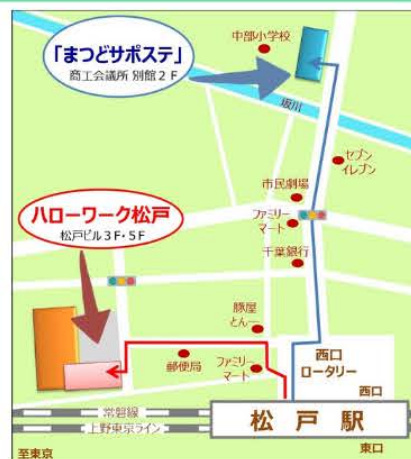 「まつどサポステ」
商工会議所 別館2F
中部小学校
坂川
セブン
イレブン
市民劇場
ファミリー
マート
千葉銀行
ハローワーク松戸
松戸ビル3F・5F
豚屋
とん一
郵便局
ファミリー
マート
西口
ロータリー
西口
常磐線
上野東京ライン
松戸駅
至東京
東口